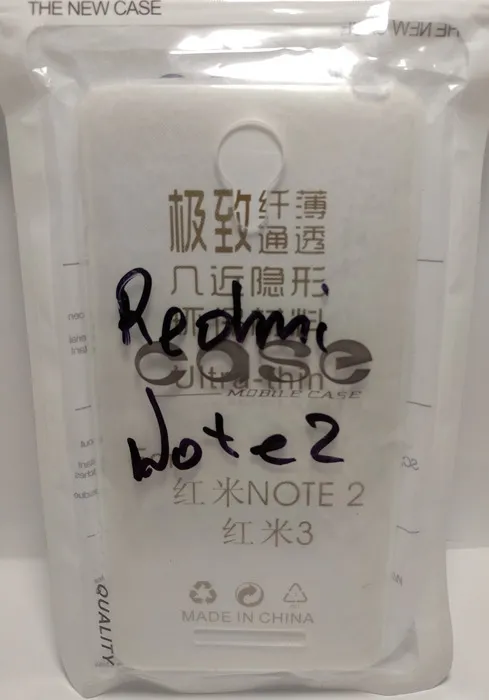 THE NEW CASE
极致纤薄
通透
几近隐形
Redmi
case
Ultra-thin
MOBILE CASE
Note 2
红米NOTE 2
红米3
MADE IN CHINA
QUALITY